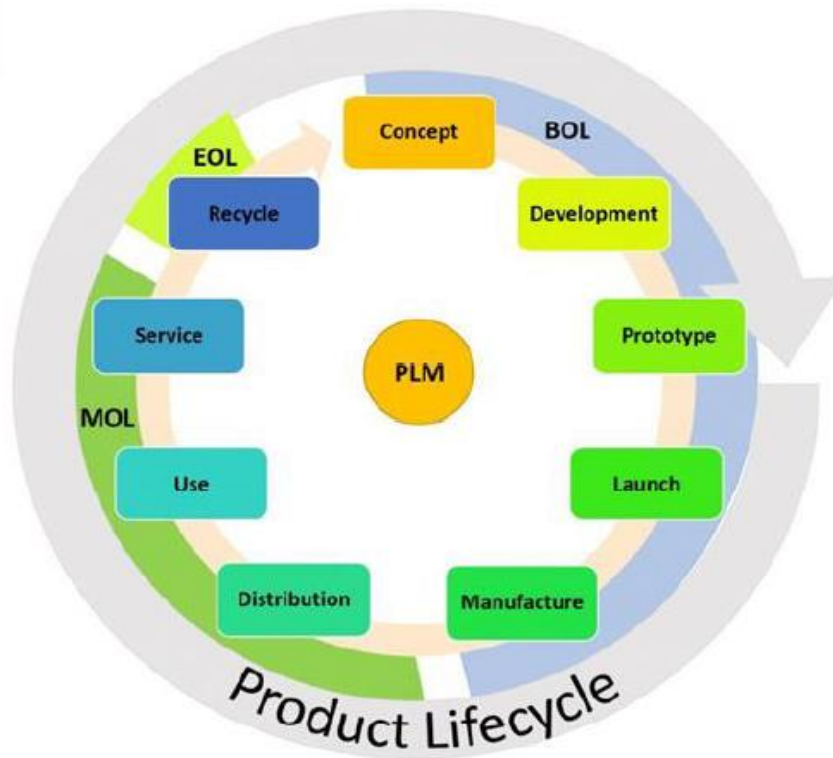 Concept
BOL
EOL
Recycle
Development
Service
Prototype
PLM
MOL
Use
Launch
Distribution
Manufacture
Product Lifecycle